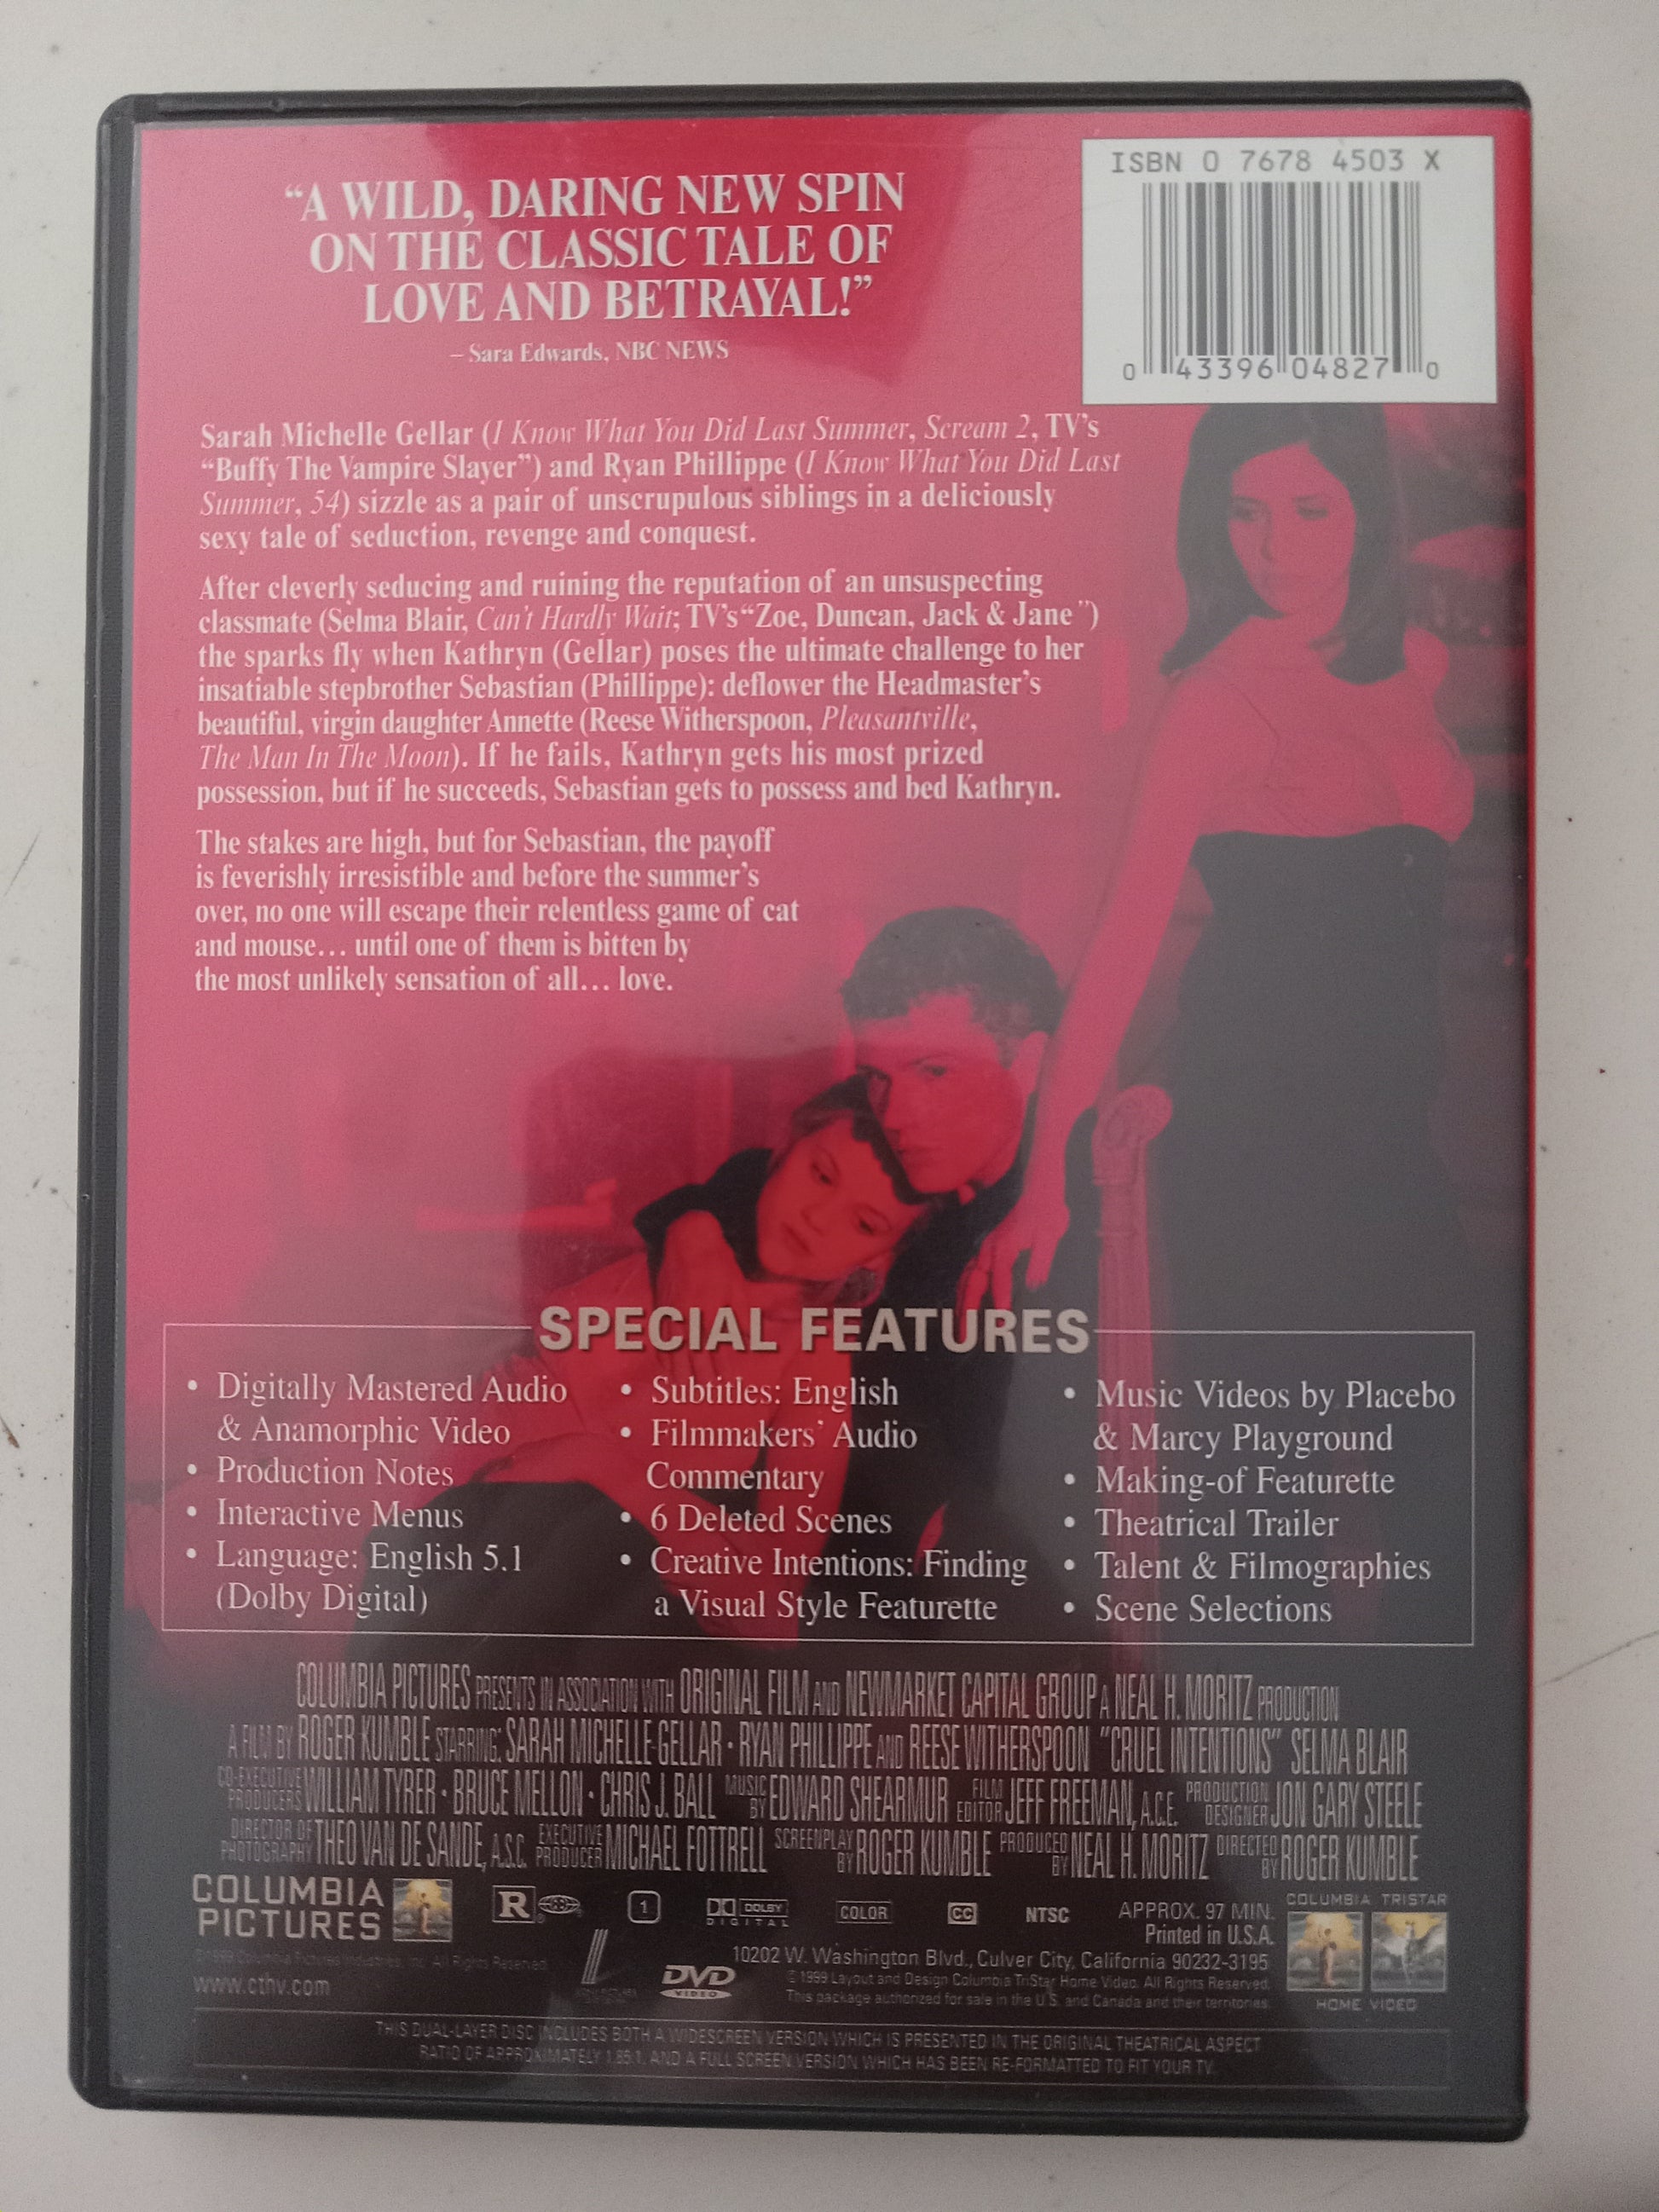 ISBN 0 7678 4503 X
0 43396 04827 0
“A WILD, DARING NEW SPIN
ON THE CLASSIC TALE OF
LOVE AND BETRAYAL!”
– Sara Edwards, NBC NEWS
Sarah Michelle Gellar (I Know What You Did Last Summer, Scream 2, TV’s
“Buffy The Vampire Slayer”) and Ryan Phillippe (I Know What You Did Last
Summer, 54) sizzle as a pair of unscrupulous siblings in a deliciously
sexy tale of seduction, revenge and conquest.
After cleverly seducing and ruining the reputation of an unsuspecting
classmate (Selma Blair, Can’t Hardly Wait; TV’s “Zoe, Duncan, Jack & Jane”)
the sparks fly when Kathryn (Gellar) poses the ultimate challenge to her
insatiable stepbrother Sebastian (Phillippe): deflower the Headmaster’s
beautiful, virgin daughter Annette (Reese Witherspoon, Pleasantville,
The Man In The Moon). If he fails, Kathryn gets his most prized
possession, but if he succeeds, Sebastian gets to possess and bed Kathryn.
The stakes are high, but for Sebastian, the payoff
is feverishly irresistible and before the summer’s
over, no one will escape their relentless game of cat
and mouse… until one of them is bitten by
the most unlikely sensation of all… love.
SPECIAL FEATURES
• Digitally Mastered Audio
& Anamorphic Video
• Production Notes
• Interactive Menus
• Language: English 5.1
(Dolby Digital)
• Subtitles: English
• Filmmakers’ Audio
Commentary
• 6 Deleted Scenes
• Creative Intentions: Finding
a Visual Style Featurette
• Music Videos by Placebo
& Marcy Playground
• Making-of Featurette
• Theatrical Trailer
• Talent & Filmographies
• Scene Selections
COLUMBIA PICTURES PRESENTS IN ASSOCIATION WITH ORIGINAL FILM AND NEWMARKET CAPITAL GROUP A NEAL H. MORITZ PRODUCTION
A FILM BY ROGER KUMBLE STARRING: SARAH MICHELLE GELLAR • RYAN PHILLIPPE AND REESE WITHERSPOON “CRUEL INTENTIONS” SELMA BLAIR
CO-EXECUTIVE PRODUCERS WILLIAM TYRER • BRUCE MELLON • CHRIS J. BALL MUSIC BY EDWARD SHEARMUR FILM EDITOR JEFF FREEMAN, A.C.E. PRODUCTION DESIGNER JON GARY STEELE
DIRECTOR OF PHOTOGRAPHY THEO VAN DE SANDE, A.S.C. EXECUTIVE PRODUCER MICHAEL FOTTRELL SCREENPLAY BY ROGER KUMBLE PRODUCED BY NEAL H. MORITZ DIRECTED BY ROGER KUMBLE
COLUMBIA
PICTURES
R
1
DOLBY
DIGITAL
COLOR
CC
NTSC
APPROX. 97 MIN.
Printed in U.S.A.
COLUMBIA TRISTAR
HOME VIDEO
© 1999 Columbia Pictures Industries, Inc. All Rights Reserved.
www.cthv.com
DVD
VIDEO
10202 W. Washington Blvd., Culver City, California 90232-3195
© 1999 Layout and Design Columbia TriStar Home Video. All Rights Reserved.
This package authorized for sale in the U.S. and Canada and their territories.
THIS DUAL-LAYER DISC INCLUDES BOTH A WIDESCREEN VERSION WHICH IS PRESENTED IN THE ORIGINAL THEATRICAL ASPECT
RATIO OF APPROXIMATELY 1.85:1, AND A FULL SCREEN VERSION WHICH HAS BEEN RE-FORMATTED TO FIT YOUR TV.